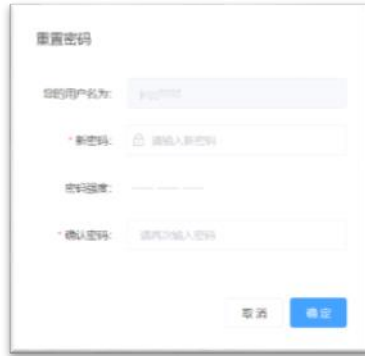 重置密码
您的用户名为:
* 新密码: 请输入新密码
密码强度:
* 确认密码: 请再次输入密码
取消 确定